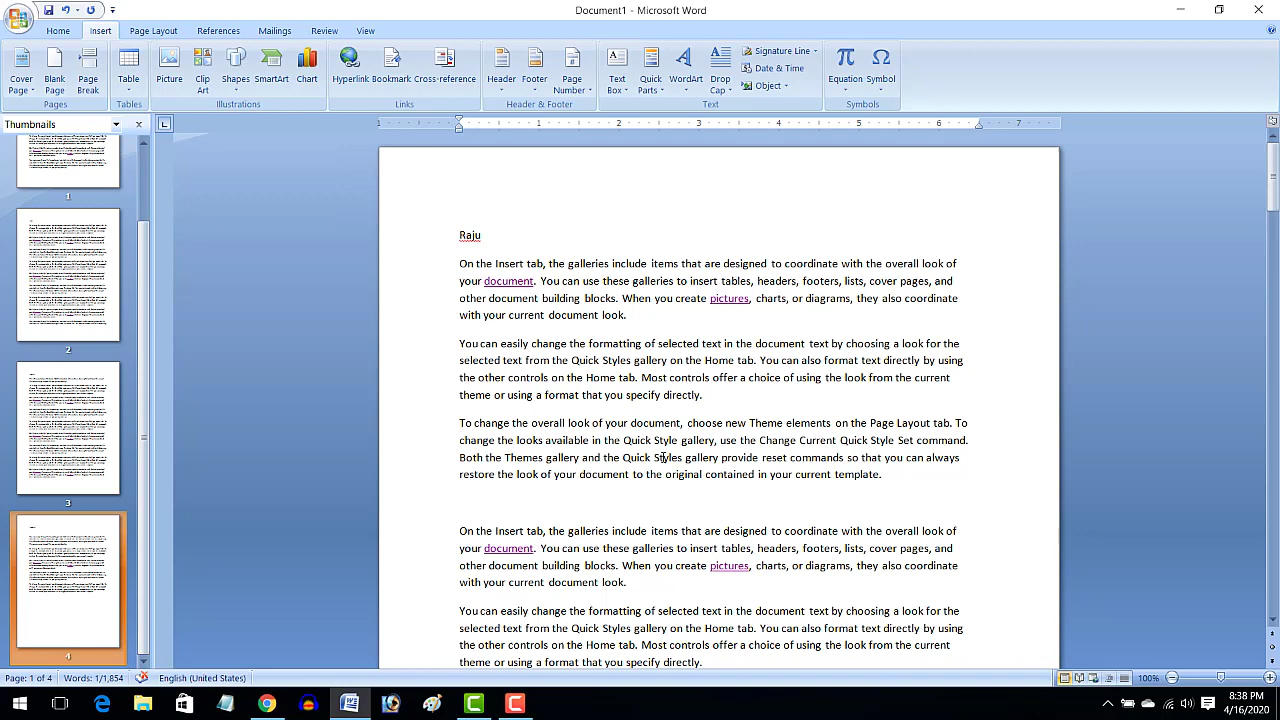 Document1 - Microsoft Word
Home Insert Page Layout References Mailings Review View
Cover Page Blank Page Page Break Table Picture Clip Art Shapes SmartArt Chart Hyperlink Bookmark Cross-reference Header Footer Page Number Text Box Quick Parts WordArt Drop Cap Signature Line Date & Time Object Equation Symbol
Pages Tables Illustrations Links Header & Footer Text Symbols
Thumbnails
1 1 2 3 4 5 6 7
1
2
3
4
Raju
On the Insert tab, the galleries include items that are designed to coordinate with the overall look of
your document. You can use these galleries to insert tables, headers, footers, lists, cover pages, and
other document building blocks. When you create pictures, charts, or diagrams, they also coordinate
with your current document look.
You can easily change the formatting of selected text in the document text by choosing a look for the
selected text from the Quick Styles gallery on the Home tab. You can also format text directly by using
the other controls on the Home tab. Most controls offer a choice of using the look from the current
theme or using a format that you specify directly.
To change the overall look of your document, choose new Theme elements on the Page Layout tab. To
change the looks available in the Quick Style gallery, use the Change Current Quick Style Set command.
Both the Themes gallery and the Quick Styles gallery provide reset commands so that you can always
restore the look of your document to the original contained in your current template.
On the Insert tab, the galleries include items that are designed to coordinate with the overall look of
your document. You can use these galleries to insert tables, headers, footers, lists, cover pages, and
other document building blocks. When you create pictures, charts, or diagrams, they also coordinate
with your current document look.
You can easily change the formatting of selected text in the document text by choosing a look for the
selected text from the Quick Styles gallery on the Home tab. You can also format text directly by using
the other controls on the Home tab. Most controls offer a choice of using the look from the current
theme or using a format that you specify directly.
Page: 1 of 4 Words: 1/1,854 English (United States) 100%
8:38 PM
4/16/2020